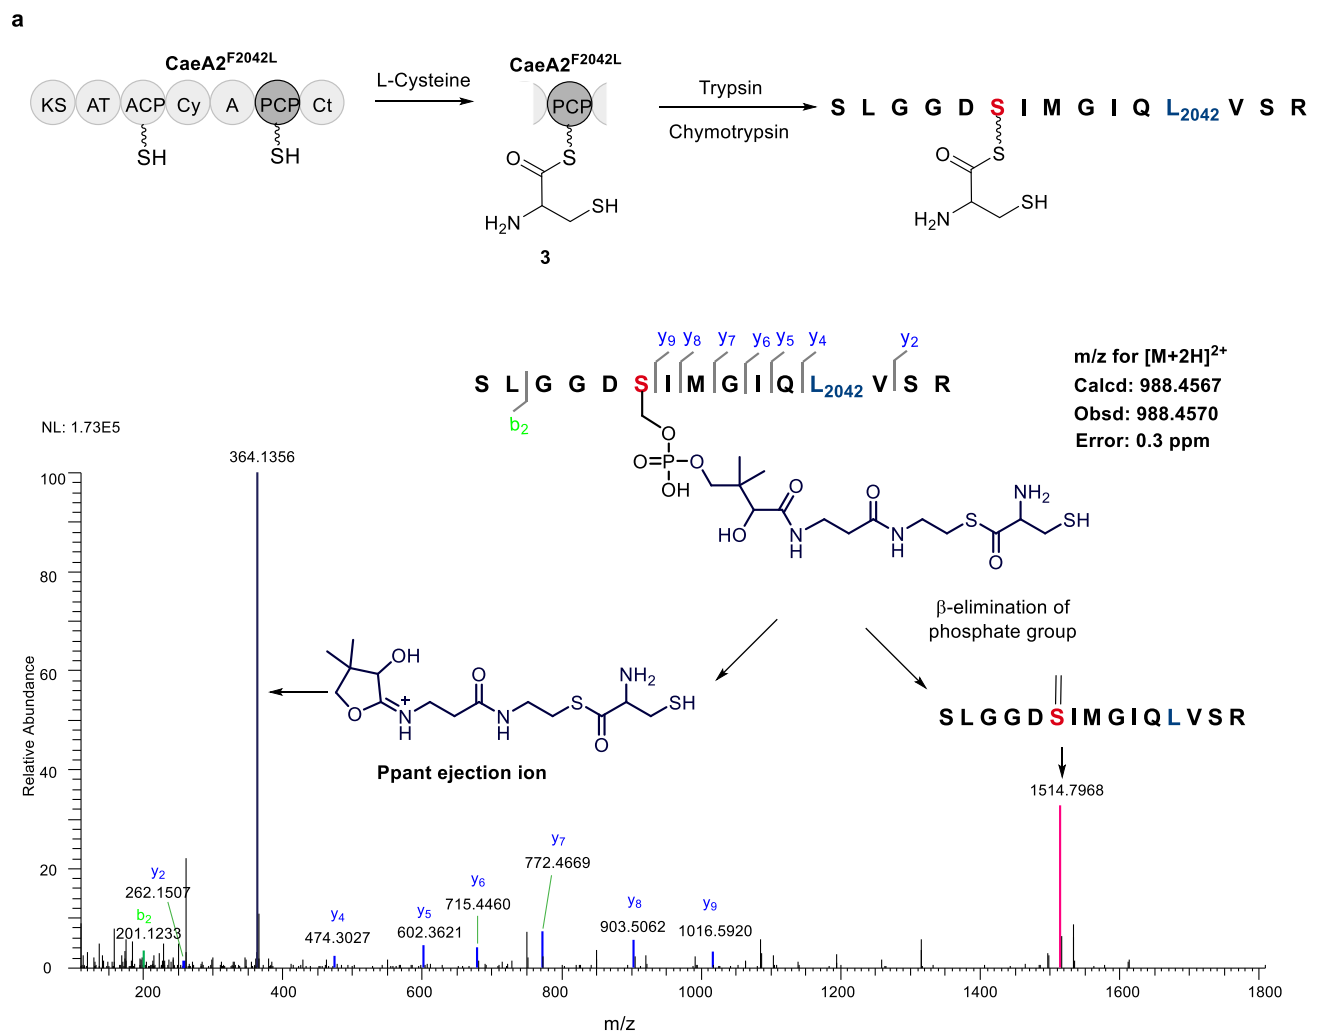 a
CaeA2F2042L
KS AT ACP Cy A PCP Ct
SH SH
L-Cysteine
CaeA2F2042L
PCP
S
O
SH
H2N
3
Trypsin
Chymotrypsin
S L G G D S I M G I Q L2042 V S R
S
O
SH
H2N
y9 y8 y7 y6 y5 y4 y2
S L G G D S I M G I Q L2042 V S R
b2
m/z for [M+2H]2+
Calcd: 988.4567
Obsd: 988.4570
Error: 0.3 ppm
O
O=P O
OH
HO
O
N
H
O
N
H
S
O
NH2
SH
β-elimination of
phosphate group
NL: 1.73E5
364.1356
OH
O
N
H
+
O
N
H
S
O
NH2
SH
Ppant ejection ion
S L G G D S I M G I Q L V S R
1514.7968
y2
262.1507
b2
201.1233
y4
474.3027
y5
602.3621
y6
715.4460
y7
772.4669
y8
903.5062
y9
1016.5920
Relative Abundance
100
80
60
40
20
0
200 400 600 800 1000 1200 1400 1600 1800
m/z